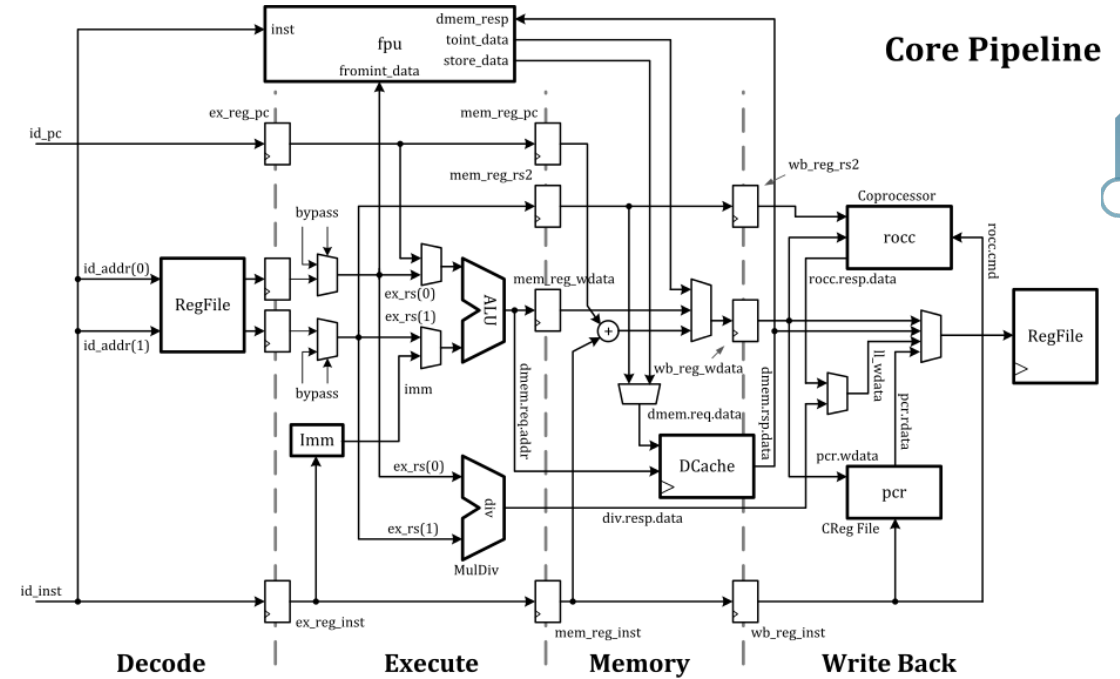 dmem_resp
inst
toint_data
fpu
store_data
fromint_data
Core Pipeline
ex_reg_pc
mem_reg_pc
id_pc
mem_reg_rs2
wb_reg_rs2
Coprocessor
bypass
rocc
rocc.cmd
id_addr(0)
rocc.resp.data
mem_reg_wdata
ex_rs(0)
RegFile
ALU
ex_rs(1)
RegFile
id_addr(1)
wb_reg_wdata
ll_wdata
bypass
imm
dmem.req.addr
dmem.req.data
dmem.rsp.data
pcr.rdata
Imm
pcr.wdata
ex_rs(0)
DCache
pcr
div
div.resp.data
ex_rs(1)
CReg File
MulDiv
id_inst
ex_reg_inst
mem_reg_inst
wb_reg_inst
Decode
Execute
Memory
Write Back